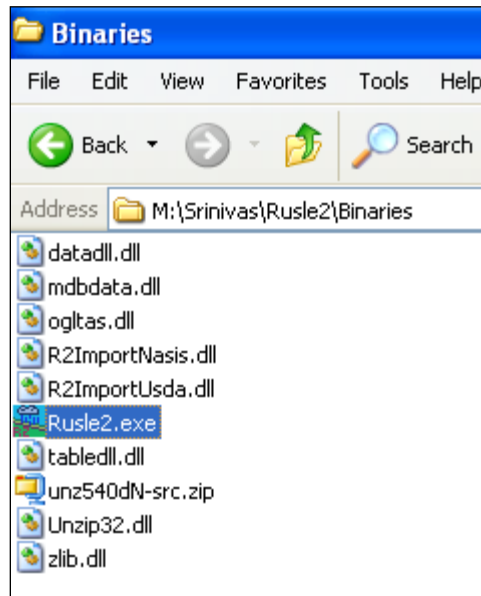 Binaries
File Edit View Favorites Tools Help
Back Search
Address M:\Srinivas\Rusle2\Binaries
datadll.dll
mdbdata.dll
ogltas.dll
R2ImportNasis.dll
R2ImportUsda.dll
Rusle2.exe
tabledll.dll
unz540dN-src.zip
Unzip32.dll
zlib.dll